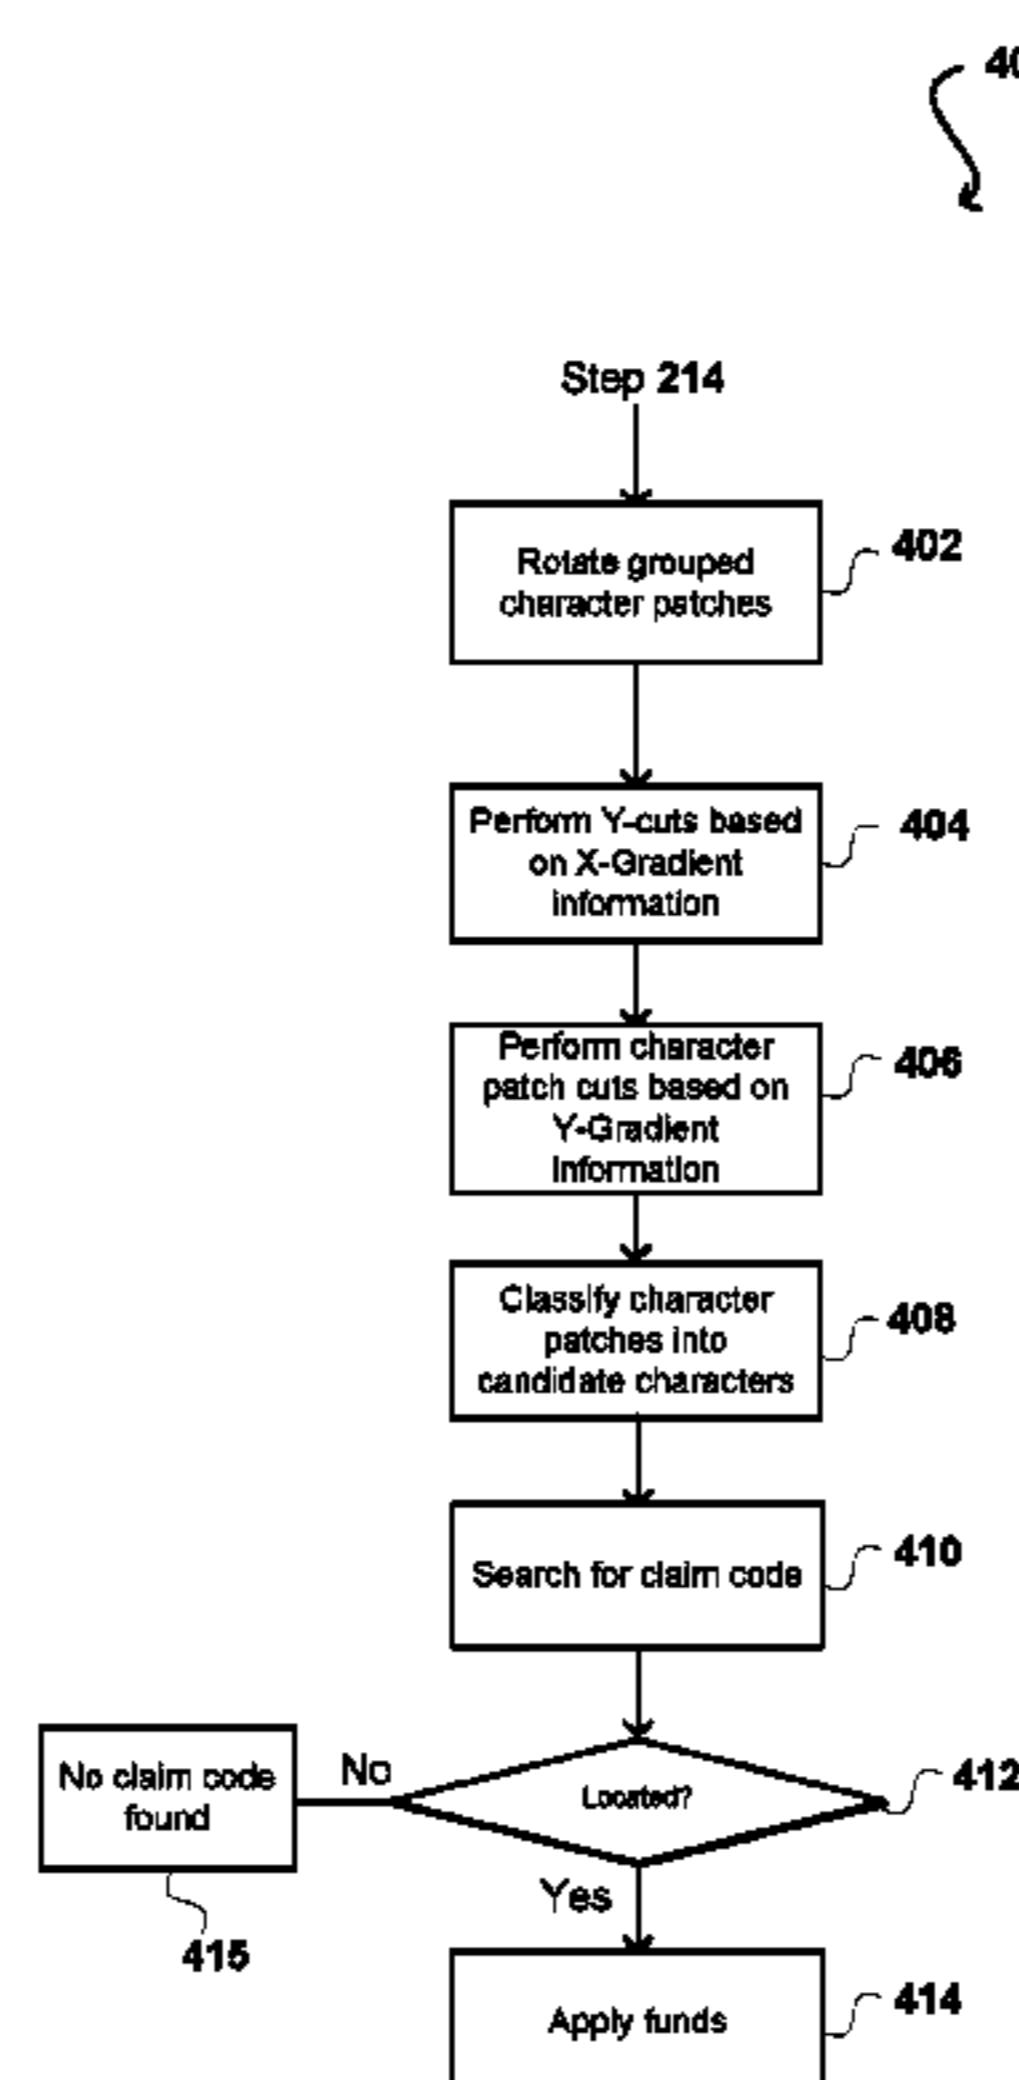 Step 214
Rotate grouped
character patches
402
Perform Y-cuts based
on X-Gradient
information
404
Perform character
patch cuts based on
Y-Gradient
information
406
Classify character
patches into
candidate characters
408
Search for claim code
410
Located?
412
No
No claim code
found
415
Yes
Apply funds
414